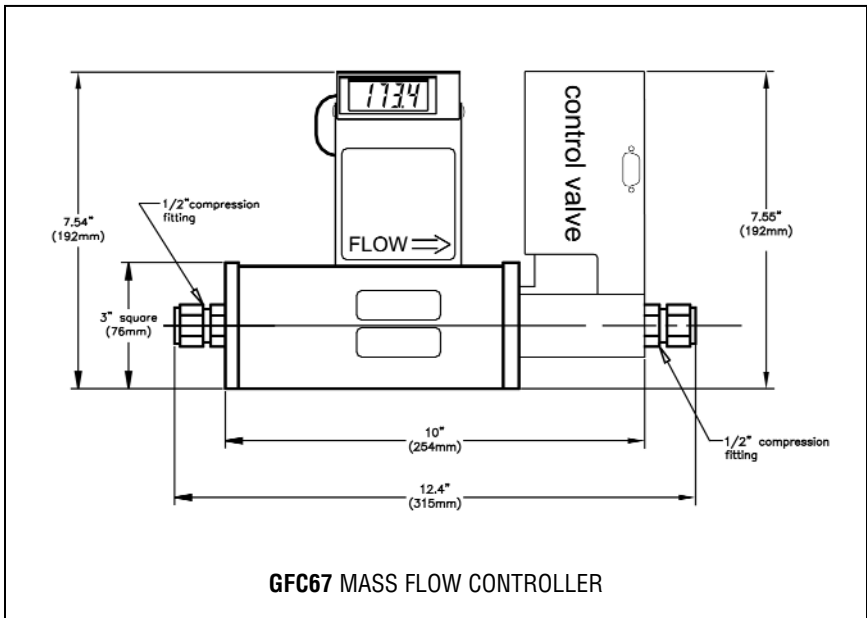 173.4
control valve
1/2"compression
fitting
7.54"
(192mm)
7.55"
(192mm)
FLOW
3" square
(76mm)
10"
(254mm)
1/2" compression
fitting
12.4"
(315mm)
GFC67 MASS FLOW CONTROLLER